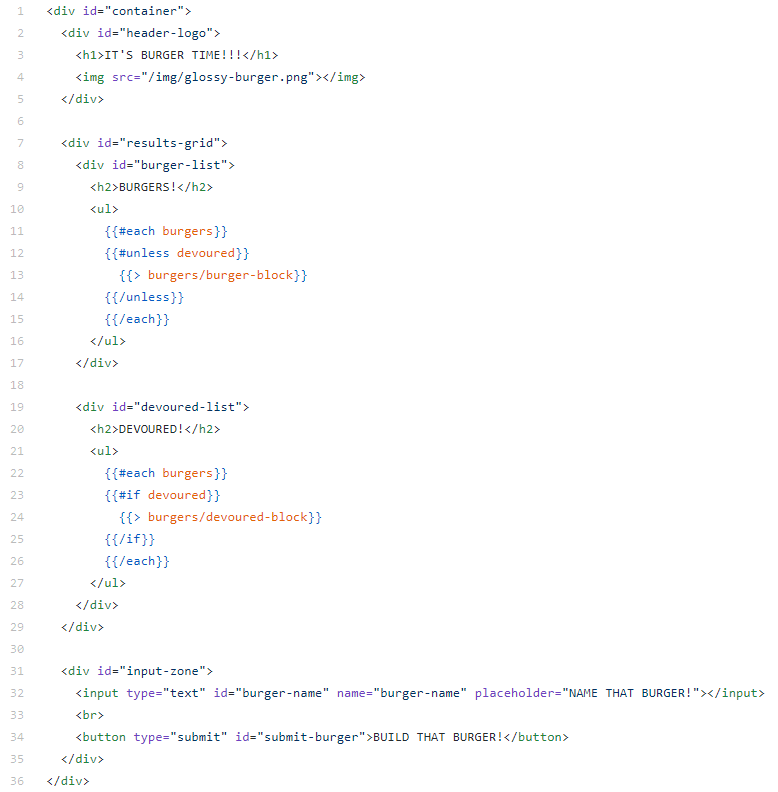 1 <div id="container">
2   <div id="header-logo">
3     <h1>IT'S BURGER TIME!!!</h1>
4     <img src="/img/glossy-burger.png"></img>
5   </div>
6
7   <div id="results-grid">
8     <div id="burger-list">
9       <h2>BURGERS!</h2>
10       <ul>
11         {{#each burgers}}
12         {{#unless devoured}}
13           {{> burgers/burger-block}}
14         {{/unless}}
15         {{/each}}
16       </ul>
17     </div>
18
19     <div id="devoured-list">
20       <h2>DEVOURED!</h2>
21       <ul>
22         {{#each burgers}}
23         {{#if devoured}}
24           {{> burgers/devoured-block}}
25         {{/if}}
26         {{/each}}
27       </ul>
28     </div>
29   </div>
30
31   <div id="input-zone">
32     <input type="text" id="burger-name" name="burger-name" placeholder="NAME THAT BURGER!"></input>
33     <br>
34     <button type="submit" id="submit-burger">BUILD THAT BURGER!</button>
35   </div>
36 </div>